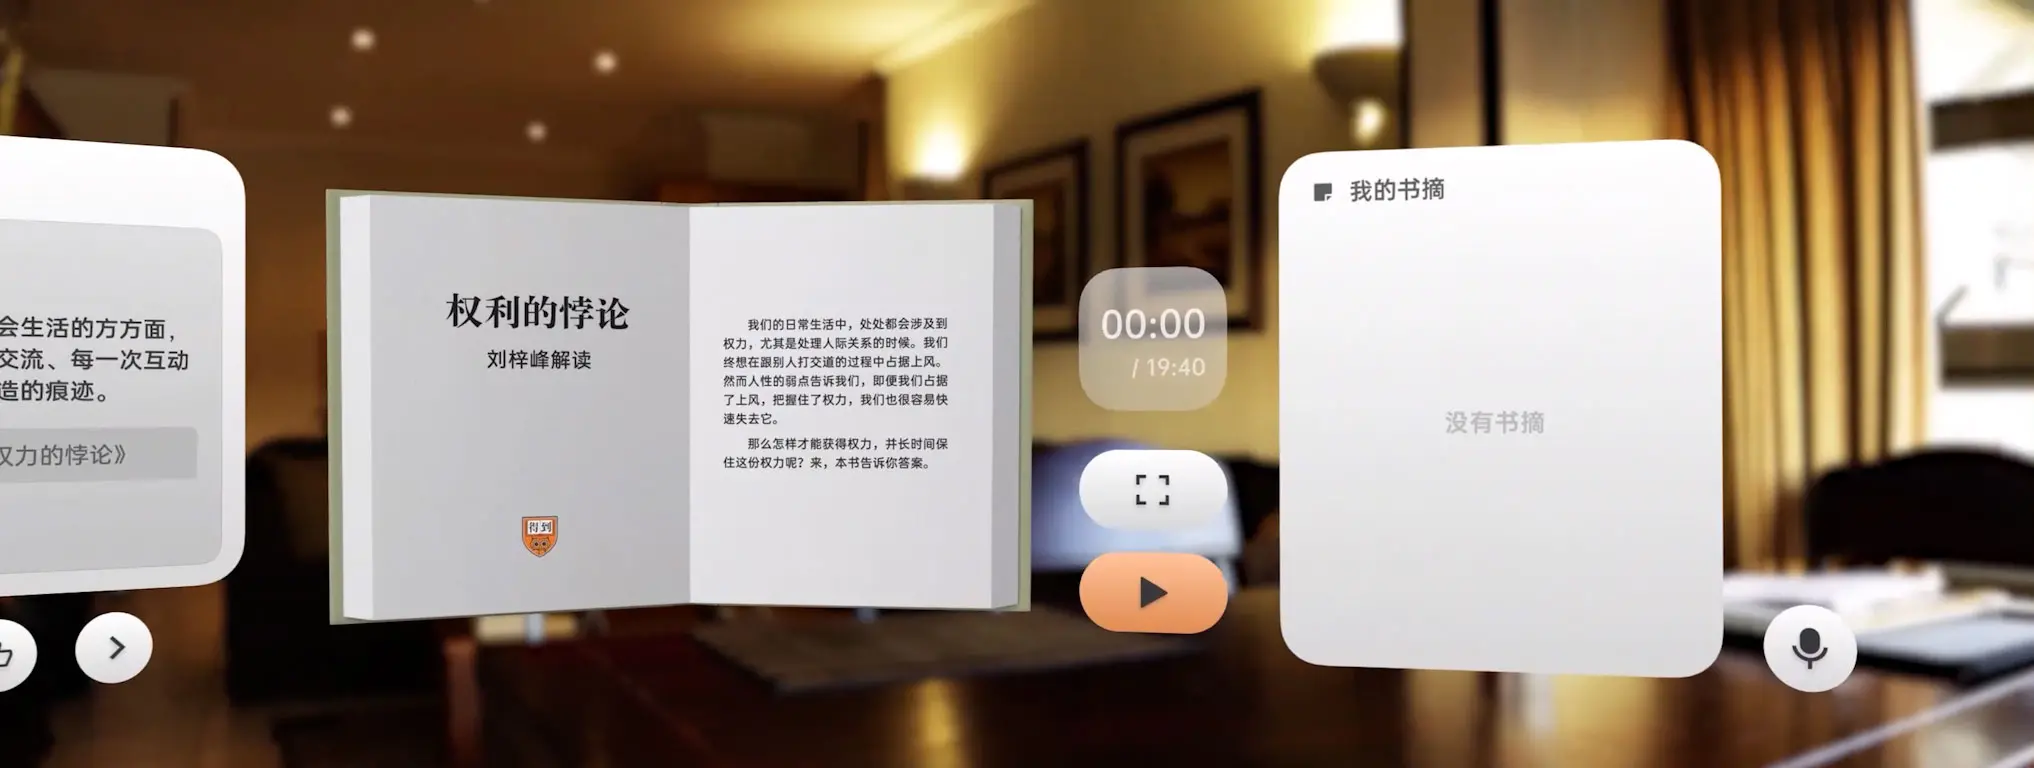 会生活的方方面，
交流、每一次互动
造的痕迹。
权力的悖论》
权利的悖论
刘梓峰解读
得到
我们的日常生活中，处处都会涉及到
权力，尤其是处理人际关系的时候。我们
终想在跟别人打交道的过程中占据上风。
然而人性的弱点告诉我们，即便我们占据
了上风，把握住了权力，我们也很容易快
速失去它。
那么怎样才能获得权力，并长时间保
住这份权力呢？来，本书告诉你答案。
00:00
/ 19:40
我的书摘
没有书摘